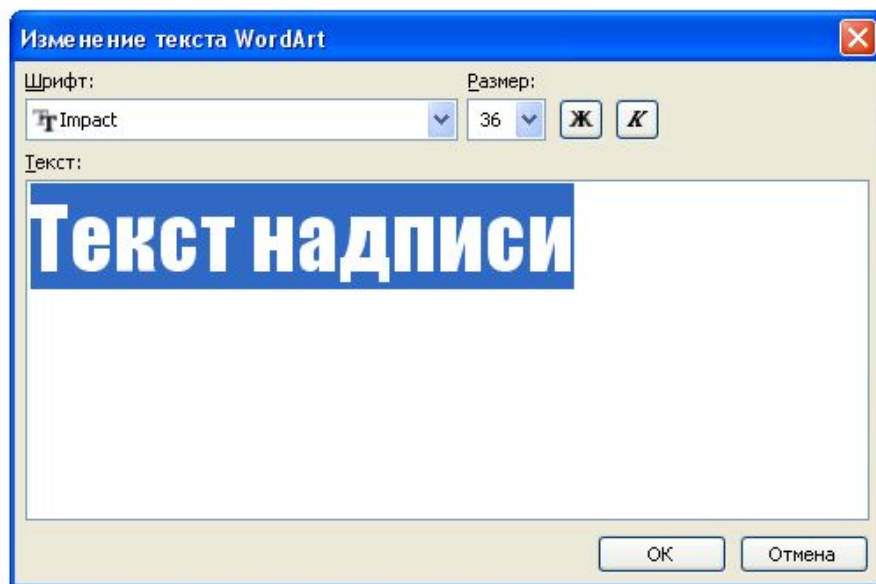 Изменение текста WordArt
Шрифт: Размер:
Impact 36 Ж К
Текст:
Текст надписи
ОК Отмена